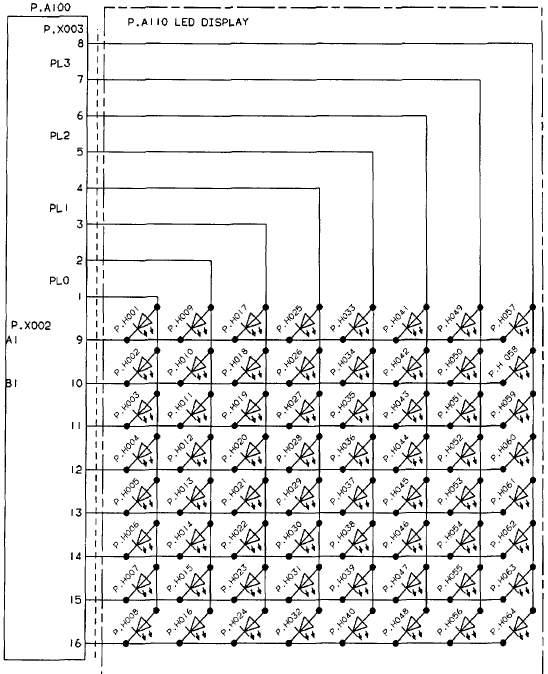 P.A100
P.A110 LED DISPLAY
P.X003
8
PL3
7
6
PL2
5
4
PL1
3
2
PL0
1
P.H001 P.H009 P.H017 P.H025 P.H033 P.H041 P.H049 P.H057
P.X002
A1 9
P.H002 P.H010 P.H018 P.H026 P.H034 P.H042 P.H050 P.H 058
B1 10
P.H003 P.H011 P.H019 P.H027 P.H035 P.H043 P.H051 P.H059
11
P.H004 P.H012 P.H020 P.H028 P.H036 P.H044 P.H052 P.H060
12
P.H005 P.H013 P.H021 P.H029 P.H037 P.H045 P.H053 P.H061
13
P.H006 P.H014 P.H022 P.H030 P.H038 P.H046 P.H054 P.H062
14
P.H007 P.H015 P.H023 P.H031 P.H039 P.H047 P.H055 P.H063
15
P.H008 P.H016 P.H024 P.H032 P.H040 P.H048 P.H056 P.H064
16